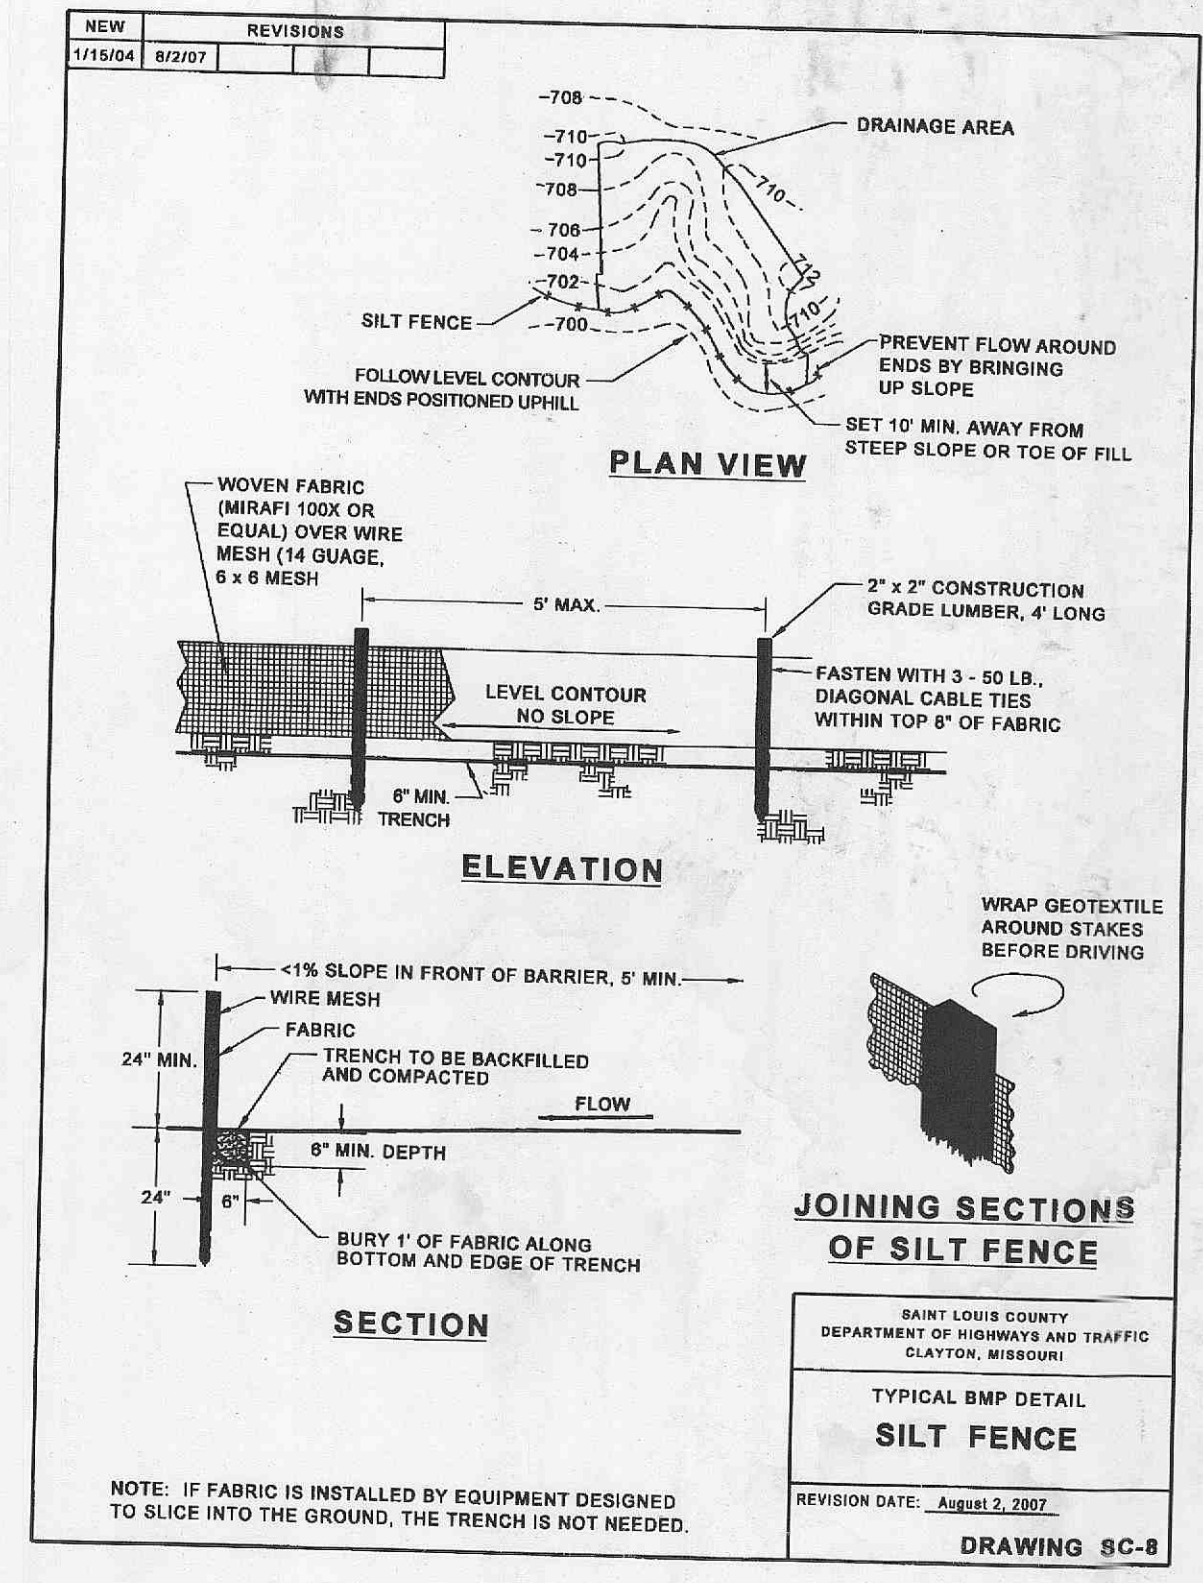 NEW REVISIONS
1/15/04 8/2/07
-708
-710
-710
-708
-706
-704
-702
-700
DRAINAGE AREA
710
712
710
SILT FENCE
FOLLOW LEVEL CONTOUR
WITH ENDS POSITIONED UPHILL
PREVENT FLOW AROUND
ENDS BY BRINGING
UP SLOPE
SET 10' MIN. AWAY FROM
STEEP SLOPE OR TOE OF FILL
PLAN VIEW
WOVEN FABRIC
(MIRAFI 100X OR
EQUAL) OVER WIRE
MESH (14 GUAGE,
6 x 6 MESH
5' MAX.
2" x 2" CONSTRUCTION
GRADE LUMBER, 4' LONG
FASTEN WITH 3 - 50 LB.,
DIAGONAL CABLE TIES
WITHIN TOP 8" OF FABRIC
LEVEL CONTOUR
NO SLOPE
6" MIN.
TRENCH
ELEVATION
WRAP GEOTEXTILE
AROUND STAKES
BEFORE DRIVING
<1% SLOPE IN FRONT OF BARRIER, 5' MIN.
WIRE MESH
FABRIC
24" MIN.
TRENCH TO BE BACKFILLED
AND COMPACTED
FLOW
6" MIN. DEPTH
24"
6"
BURY 1' OF FABRIC ALONG
BOTTOM AND EDGE OF TRENCH
SECTION
JOINING SECTIONS
OF SILT FENCE
SAINT LOUIS COUNTY
DEPARTMENT OF HIGHWAYS AND TRAFFIC
CLAYTON, MISSOURI
TYPICAL BMP DETAIL
SILT FENCE
NOTE: IF FABRIC IS INSTALLED BY EQUIPMENT DESIGNED
TO SLICE INTO THE GROUND, THE TRENCH IS NOT NEEDED.
REVISION DATE: August 2, 2007
DRAWING SC-8